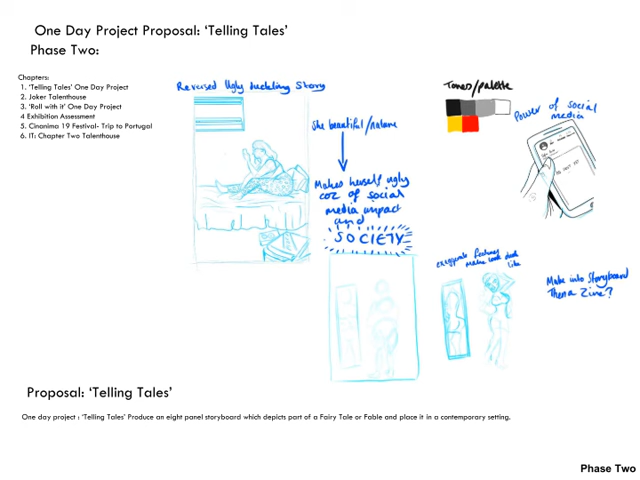 One Day Project Proposal: 'Telling Tales'
Phase Two:
Chapters:
1. 'Telling Tales' One Day Project
2. Joker Talenthouse
3. 'Roll with it' One Day Project
4 Exhibition Assessment
5. Cinanima 19 Festival- Trip to Portugal
6. IT: Chapter Two Talenthouse
Reversed Ugly Duckling Story
She beautiful/nature
Makes herself ugly
coz of social
media impact
and
SOCIETY
Tones/palette
Power of social
media
exaggerate features
make look doll
like
Make into Storyboard
Then a Zine?
Proposal: 'Telling Tales'
One day project : 'Telling Tales' Produce an eight panel storyboard which depicts part of a Fairy Tale or Fable and place it in a contemporary setting.
Phase Two